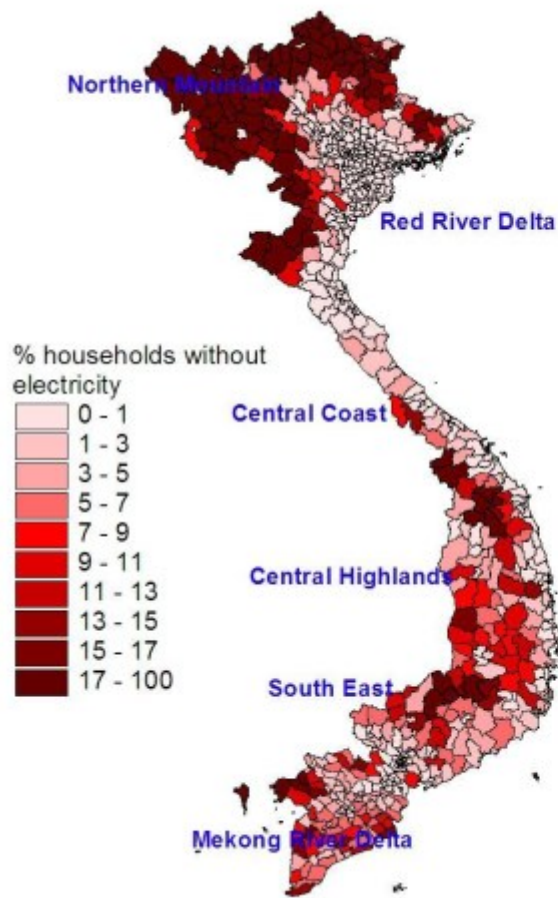 Northern Mountain
Red River Delta
% households without
electricity
0 - 1
1 - 3
3 - 5
5 - 7
7 - 9
9 - 11
11 - 13
13 - 15
15 - 17
17 - 100
Central Coast
Central Highlands
South East
Mekong River Delta